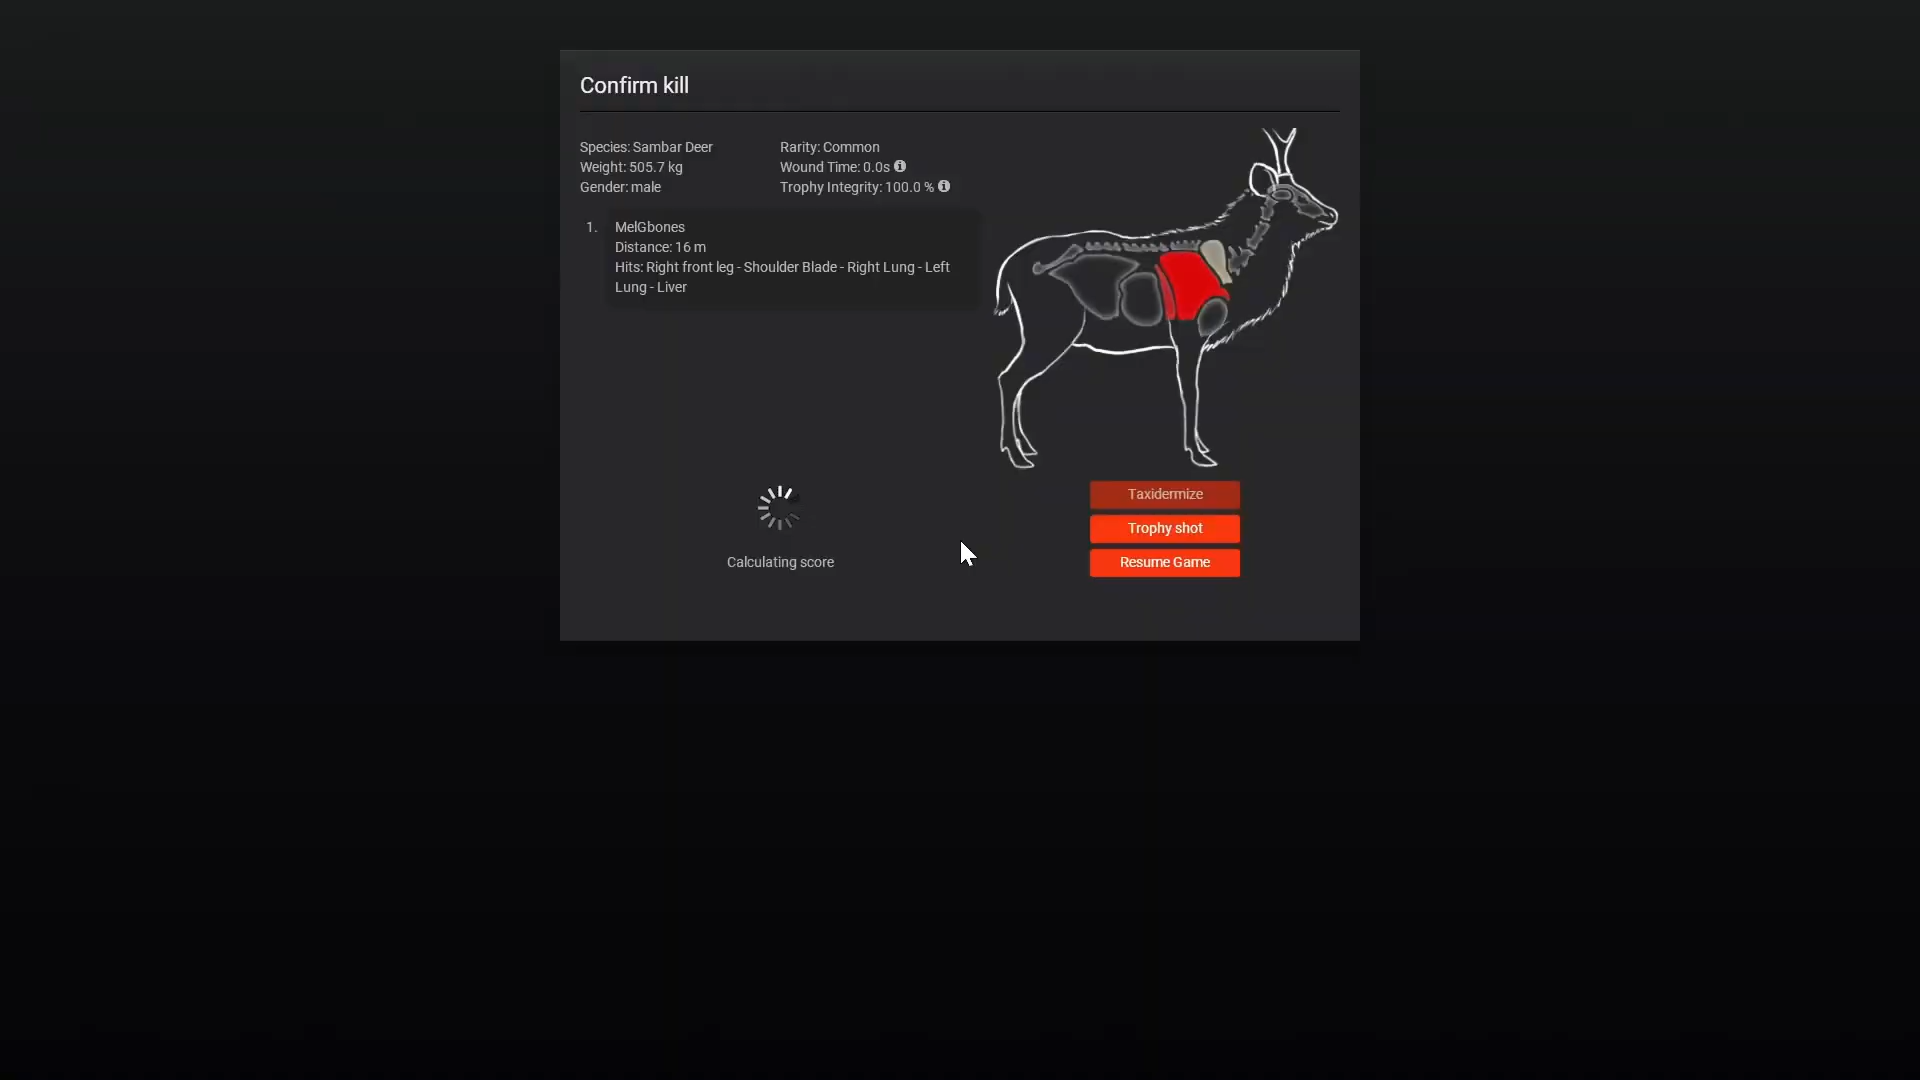 Confirm kill
Species: Sambar Deer
Weight: 505.7 kg
Gender: male
Rarity: Common
Wound Time: 0.0s
Trophy Integrity: 100.0 %
1. MelGbones
Distance: 16 m
Hits: Right front leg - Shoulder Blade - Right Lung - Left
Lung - Liver
Calculating score
Taxidermize
Trophy shot
Resume Game